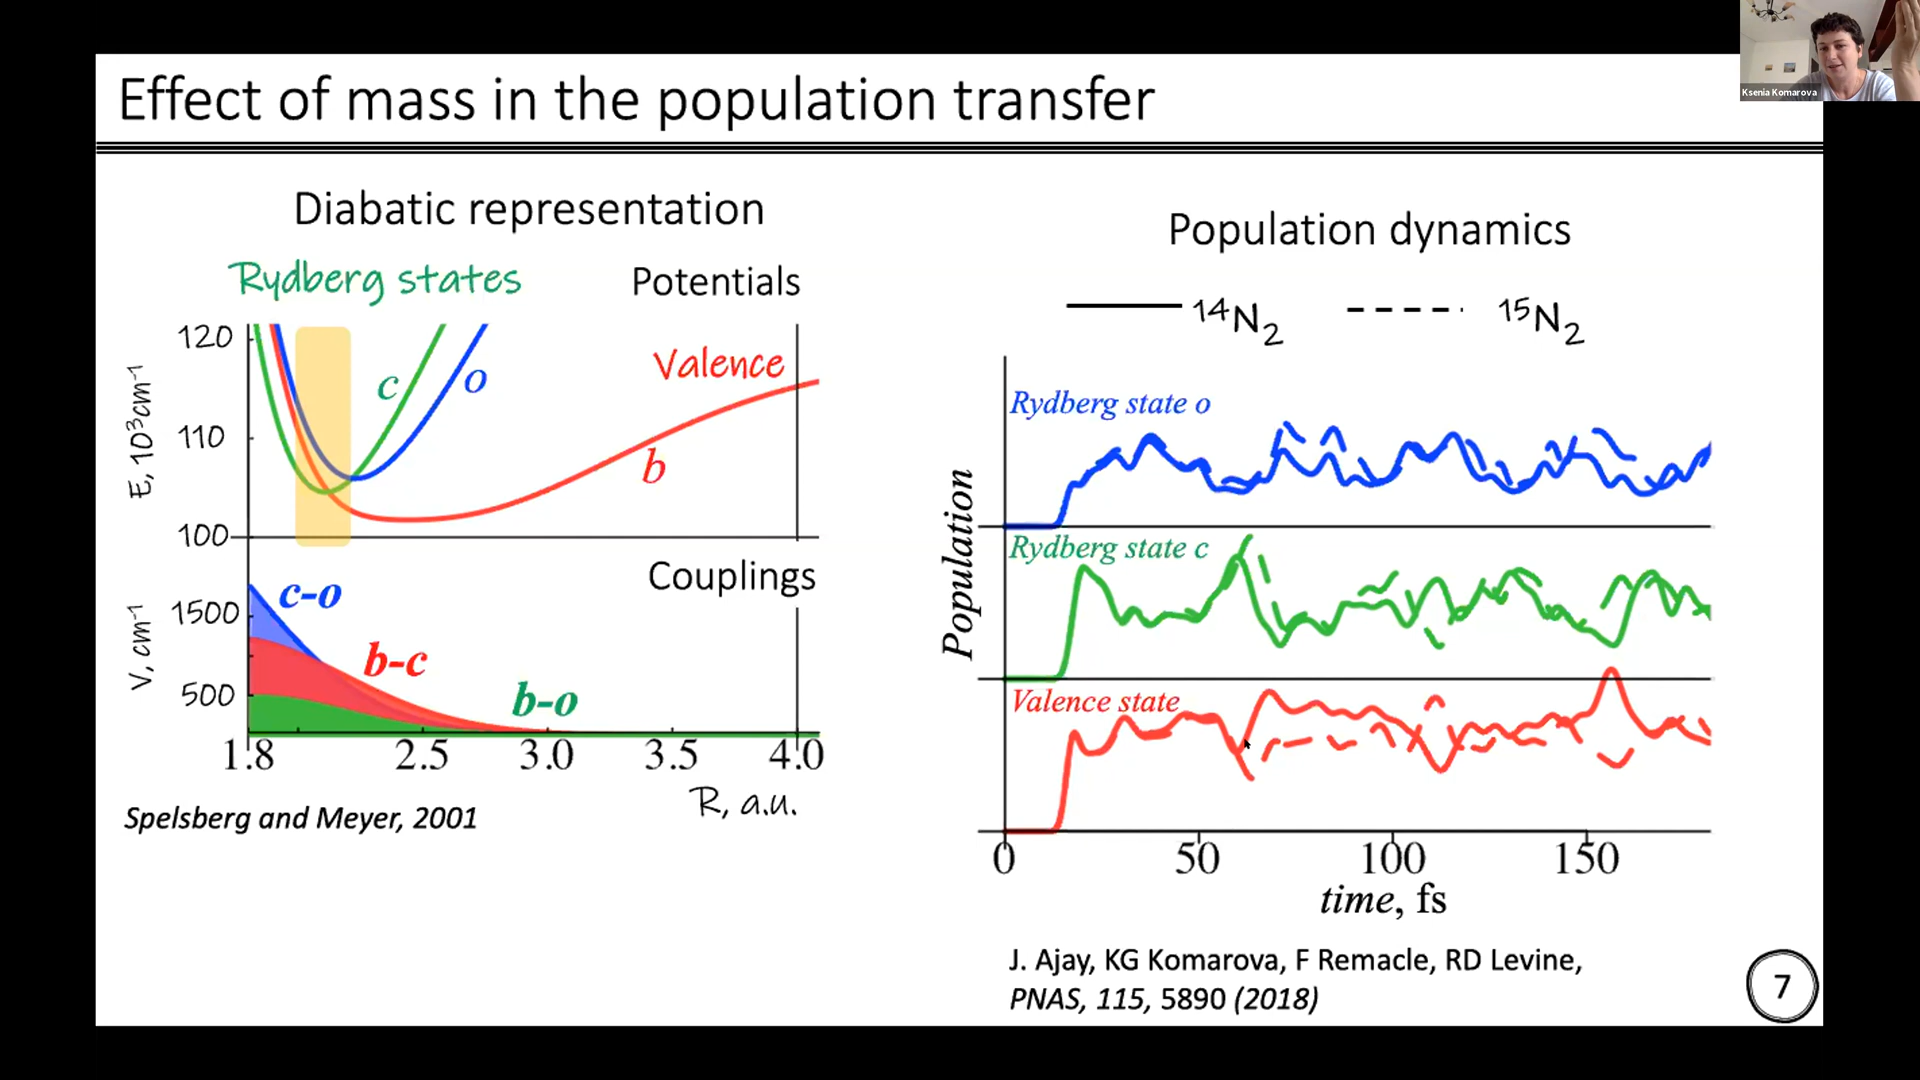 Ksenia Komarova
Effect of mass in the population transfer
Diabatic representation
Rydberg states
Potentials
120
110
100
E, 10³cm⁻¹
c
o
Valence
b
Couplings
c-o
b-c
b-o
1500
500
V, cm⁻¹
1.8 2.5 3.0 3.5 4.0
R, a.u.
Spelsberg and Meyer, 2001
Population dynamics
¹⁴N₂ ¹⁵N₂
Rydberg state o
Rydberg state c
Valence state
Population
0 50 100 150
time, fs
J. Ajay, KG Komarova, F Remacle, RD Levine,
PNAS, 115, 5890 (2018)
7